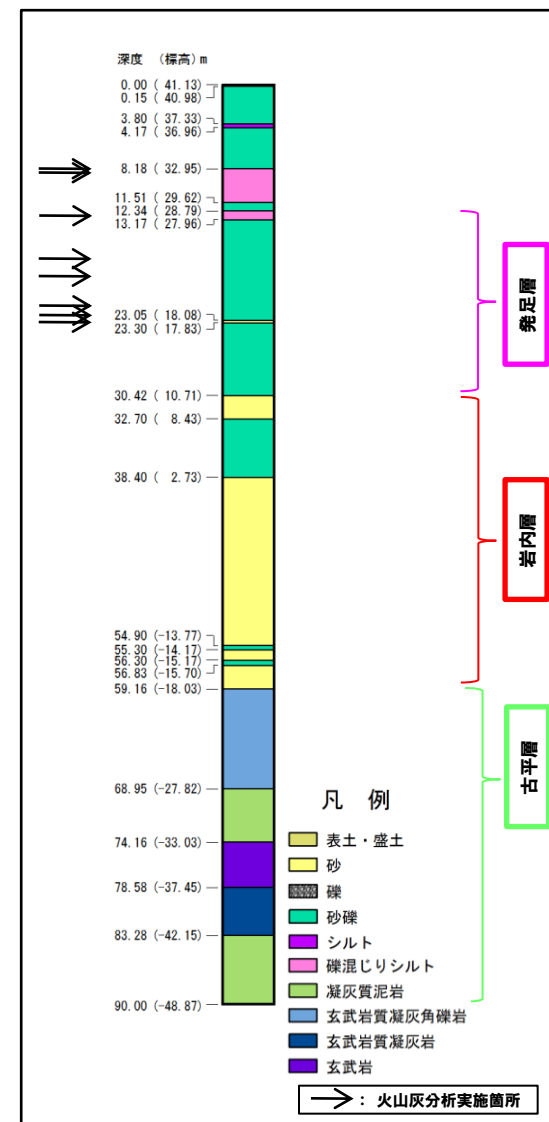 深度 (標高)m
0.00( 41.13)
0.15( 40.98)
3.80( 37.33)
4.17( 36.96)
8.18( 32.95)
11.51( 29.62)
12.34( 28.79)
13.17( 27.96)
23.05( 18.08)
23.30( 17.83)
30.42( 10.71)
32.70( 8.43)
38.40( 2.73)
54.90(-13.77)
55.30(-14.17)
56.30(-15.17)
56.83(-15.70)
59.16(-18.03)
68.95(-27.82)
74.16(-33.03)
78.58(-37.45)
83.28(-42.15)
90.00(-48.87)
発足層
岩内層
古平層
凡 例
表土・盛土
砂
礫
砂礫
シルト
礫混じりシルト
凝灰質泥岩
玄武岩質凝灰角礫岩
玄武岩質凝灰岩
玄武岩
: 火山灰分析実施箇所